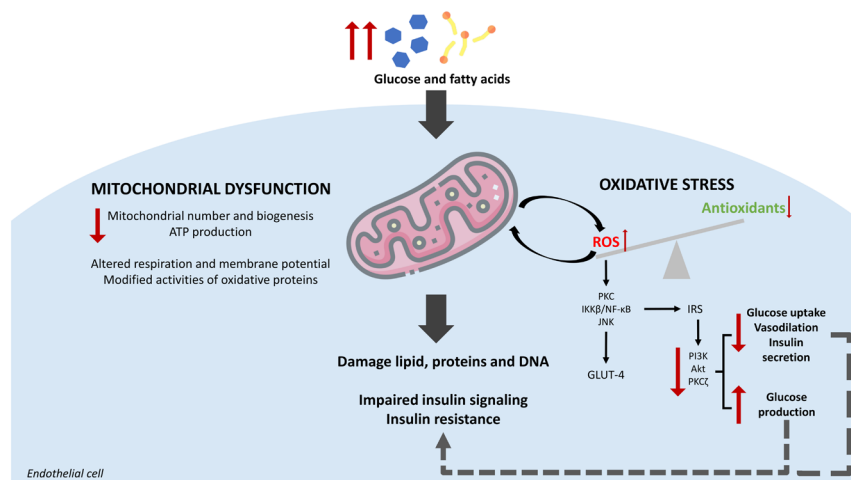 Glucose and fatty acids
MITOCHONDRIAL DYSFUNCTION
Mitochondrial number and biogenesis
ATP production
Altered respiration and membrane potential
Modified activities of oxidative proteins
OXIDATIVE STRESS
Antioxidants
ROS
PKC
IKKβ/NF-κB
JNK
GLUT-4
IRS
PI3K
Akt
PKCζ
Glucose uptake
Vasodilation
Insulin
secretion
Glucose
production
Damage lipid, proteins and DNA
Impaired insulin signaling
Insulin resistance
Endothelial cell